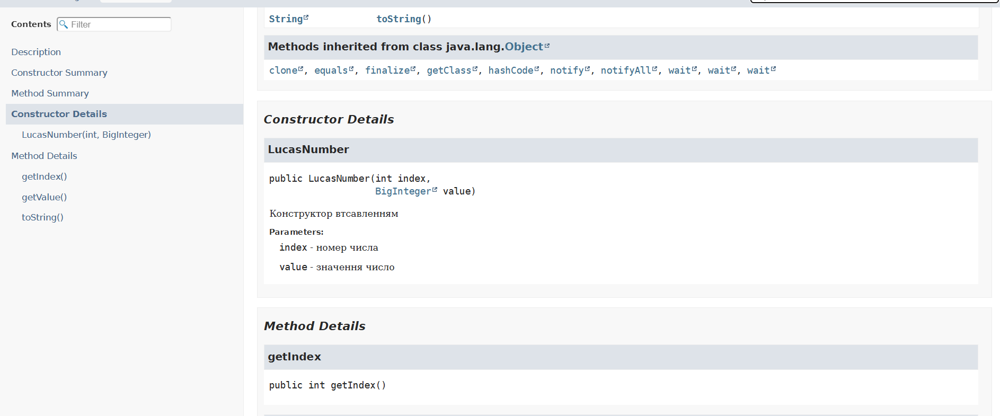 Contents Filter
Description
Constructor Summary
Method Summary
Constructor Details
LucasNumber(int, BigInteger)
Method Details
getIndex()
getValue()
toString()
String toString()
Methods inherited from class java.lang.Object
clone, equals, finalize, getClass, hashCode, notify, notifyAll, wait, wait, wait
Constructor Details
LucasNumber
public LucasNumber(int index,
BigInteger value)
Конструктор втсавленням
Parameters:
index - номер числа
value - значення число
Method Details
getIndex
public int getIndex()